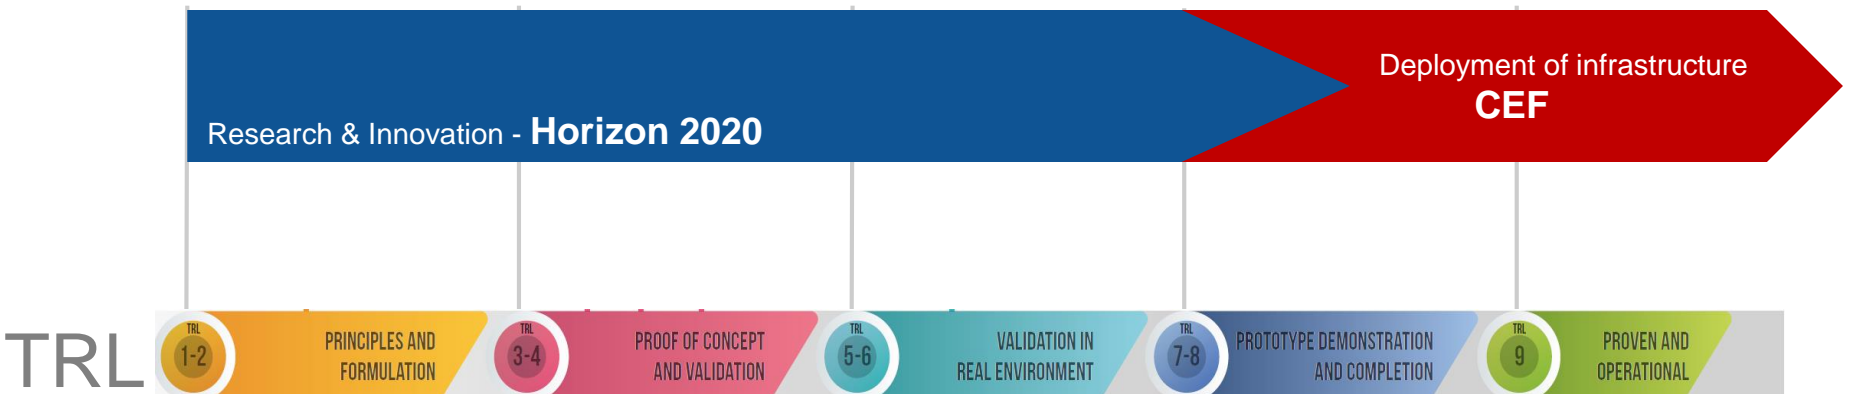 Deployment of infrastructure
CEF
Research & Innovation - Horizon 2020
TRL
TRL
1-2
PRINCIPLES AND
FORMULATION
TRL
3-4
PROOF OF CONCEPT
AND VALIDATION
TRL
5-6
VALIDATION IN
REAL ENVIRONMENT
TRL
7-8
PROTOTYPE DEMONSTRATION
AND COMPLETION
TRL
9
PROVEN AND
OPERATIONAL